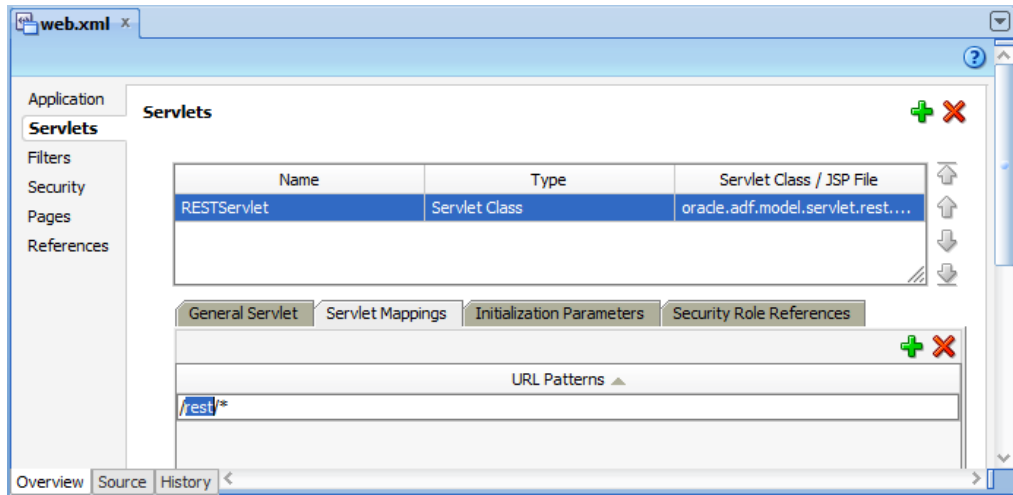 web.xml
Application
Servlets
Filters
Security
Pages
References
Servlets
Name Type Servlet Class / JSP File
RESTServlet Servlet Class oracle.adf.model.servlet.rest....
General Servlet Servlet Mappings Initialization Parameters Security Role References
URL Patterns
/rest/*
Overview Source History